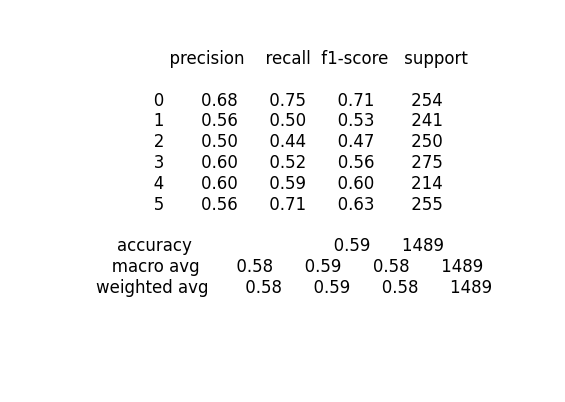 precision recall f1-score support
0 0.68 0.75 0.71 254
1 0.56 0.50 0.53 241
2 0.50 0.44 0.47 250
3 0.60 0.52 0.56 275
4 0.60 0.59 0.60 214
5 0.56 0.71 0.63 255
accuracy 0.59 1489
macro avg 0.58 0.59 0.58 1489
weighted avg 0.58 0.59 0.58 1489